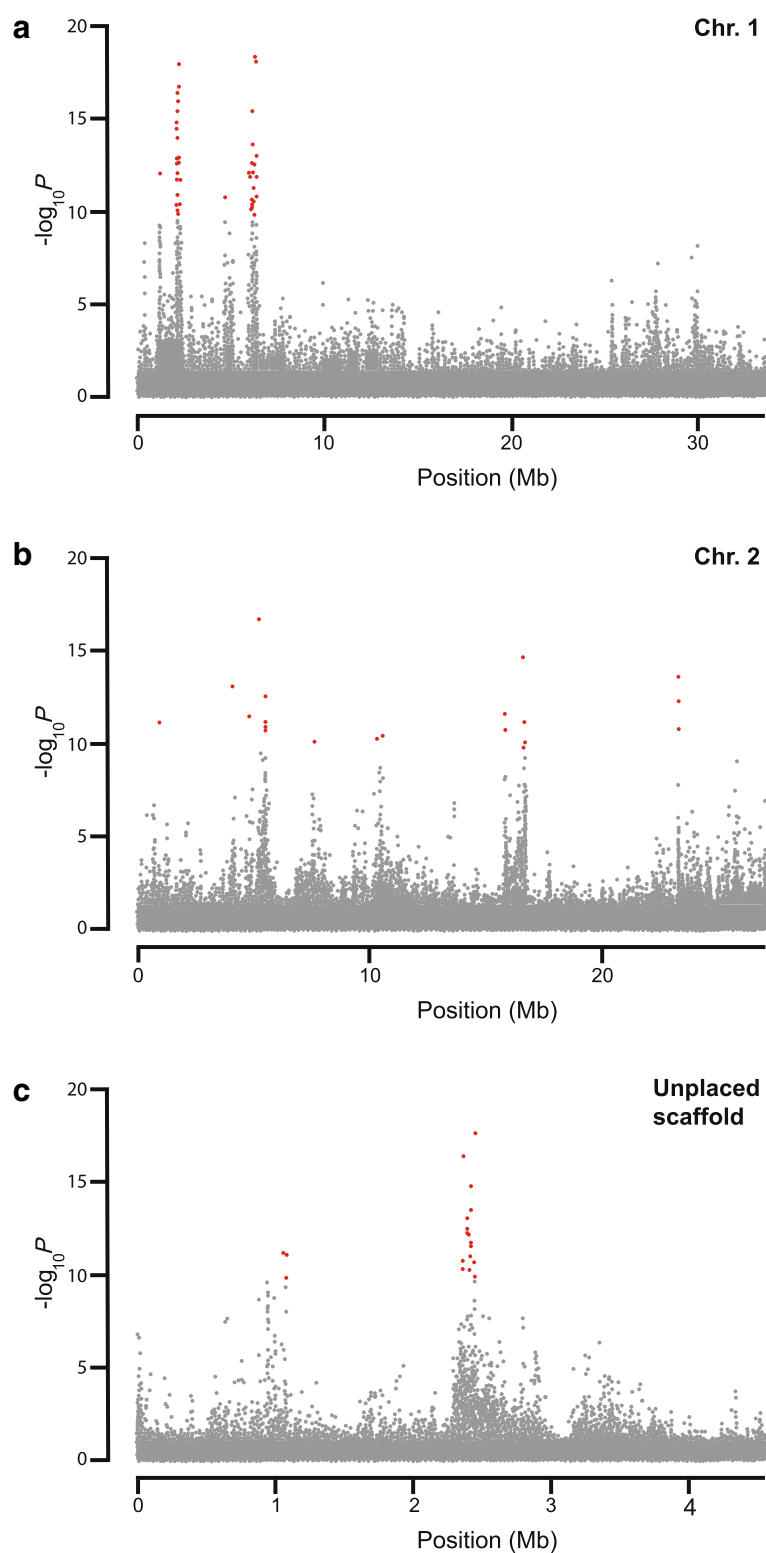 a
Chr. 1
20
15
10
5
0
-log10P
0 10 20 30
Position (Mb)
b
Chr. 2
20
15
10
5
0
-log10P
0 10 20
Position (Mb)
c
Unplaced
scaffold
20
15
10
5
0
-log10P
0 1 2 3 4
Position (Mb)